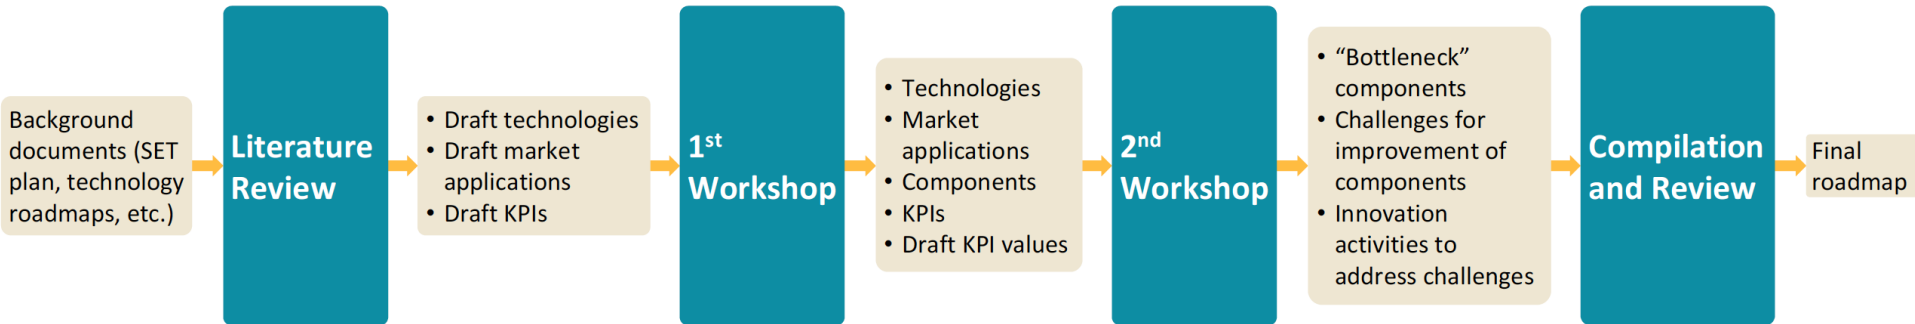 Background
documents (SET
plan, technology
roadmaps, etc.)
Literature
Review
• Draft technologies
• Draft market
applications
• Draft KPIs
1st
Workshop
• Technologies
• Market
applications
• Components
• KPIs
• Draft KPI values
2nd
Workshop
• “Bottleneck”
components
• Challenges for
improvement of
components
• Innovation
activities to
address challenges
Compilation
and Review
Final
roadmap